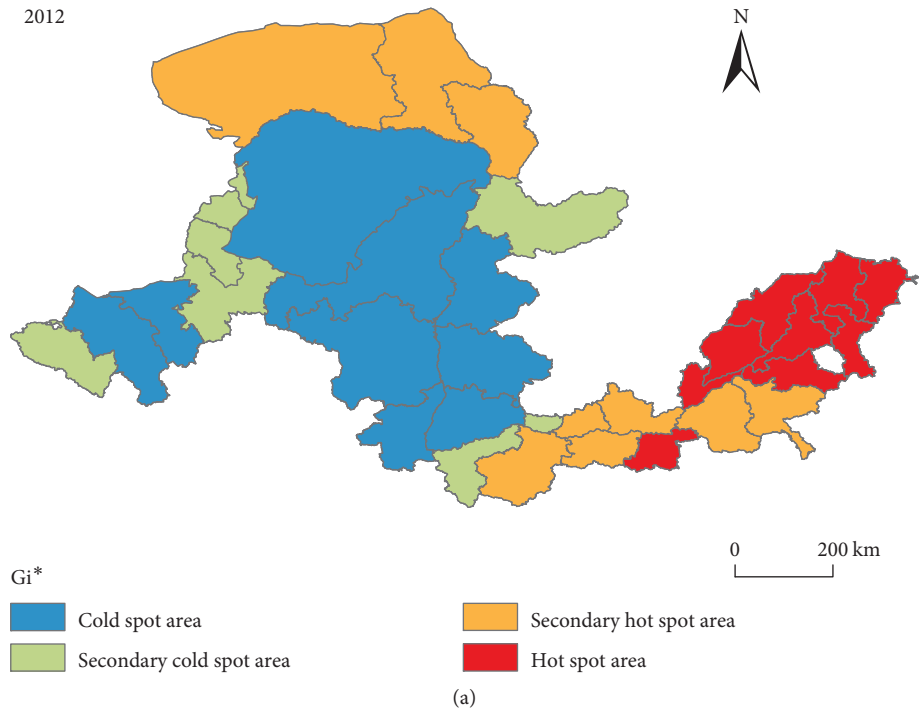 2012
N
0 200 km
Gi*
Cold spot area
Secondary hot spot area
Secondary cold spot area
Hot spot area
(a)